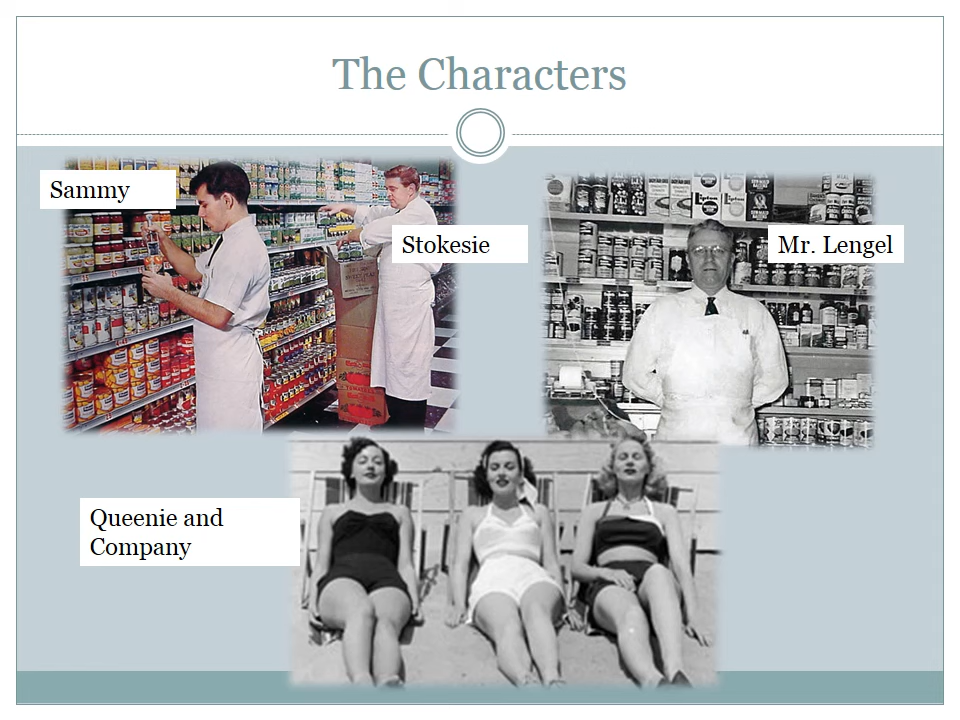 The Characters
Sammy
Stokesie
Mr. Lengel
Queenie and
Company